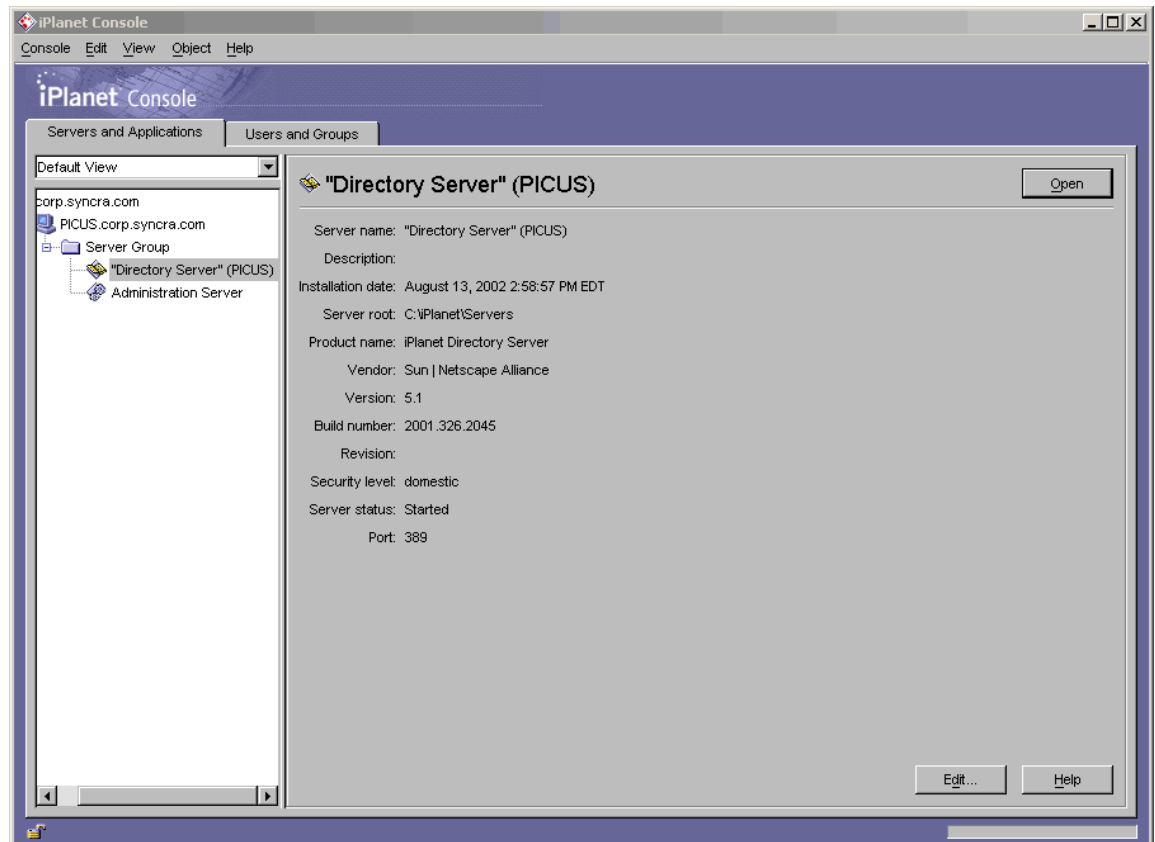 iPlanet Console
Console Edit View Object Help
iPlanet Console
Servers and Applications
Users and Groups
Default View
corp.syncra.com
PICUS.corp.syncra.com
Server Group
"Directory Server" (PICUS)
Administration Server
"Directory Server" (PICUS)
Open
Server name: "Directory Server" (PICUS)
Description:
Installation date: August 13, 2002 2:58:57 PM EDT
Server root: C:\iPlanet\Servers
Product name: iPlanet Directory Server
Vendor: Sun | Netscape Alliance
Version: 5.1
Build number: 2001.326.2045
Revision:
Security level: domestic
Server status: Started
Port: 389
Edit...
Help